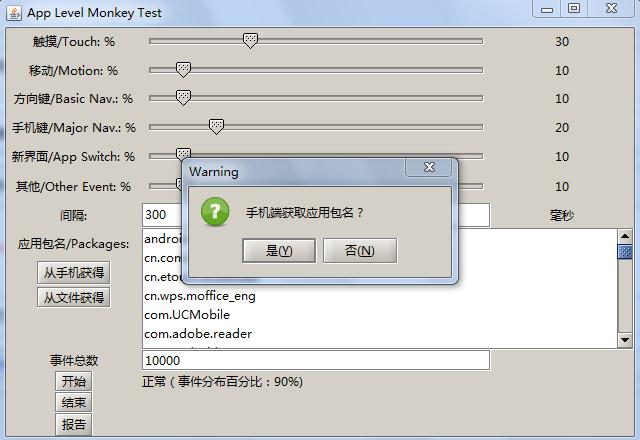 App Level Monkey Test
触摸/Touch: % 30
移动/Motion: % 10
方向键/Basic Nav.: % 10
手机键/Major Nav.: % 20
新界面/App Switch: % 10
其他/Other Event: % 10
Warning
手机端获取应用包名？
是(Y) 否(N)
间隔: 300 毫秒
应用包名/Packages:
从手机获得
从文件获得
android
cn.com
cn.eto
cn.wps.moffice_eng
com.UCMobile
com.adobe.reader
事件总数 10000
开始 正常 ( 事件分布百分比：90%)
结束
报告